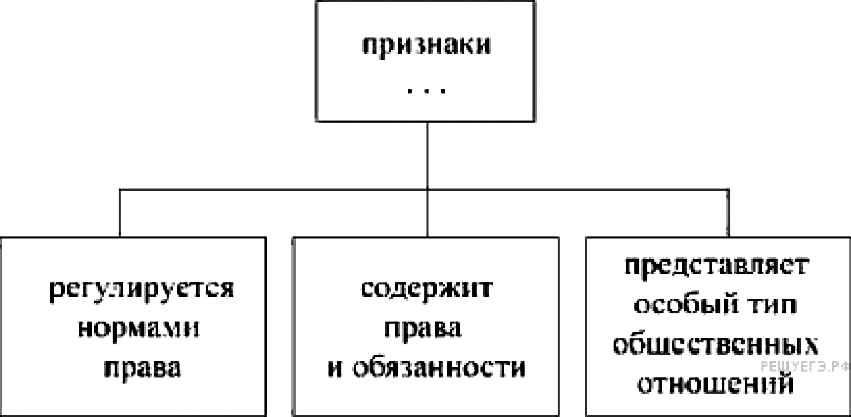 признаки
. . .
регулируется
нормами
права
содержит
права
и обязанности
представляет
особый тип
общественных
отношений
РЕШУЕГЭ.РФ